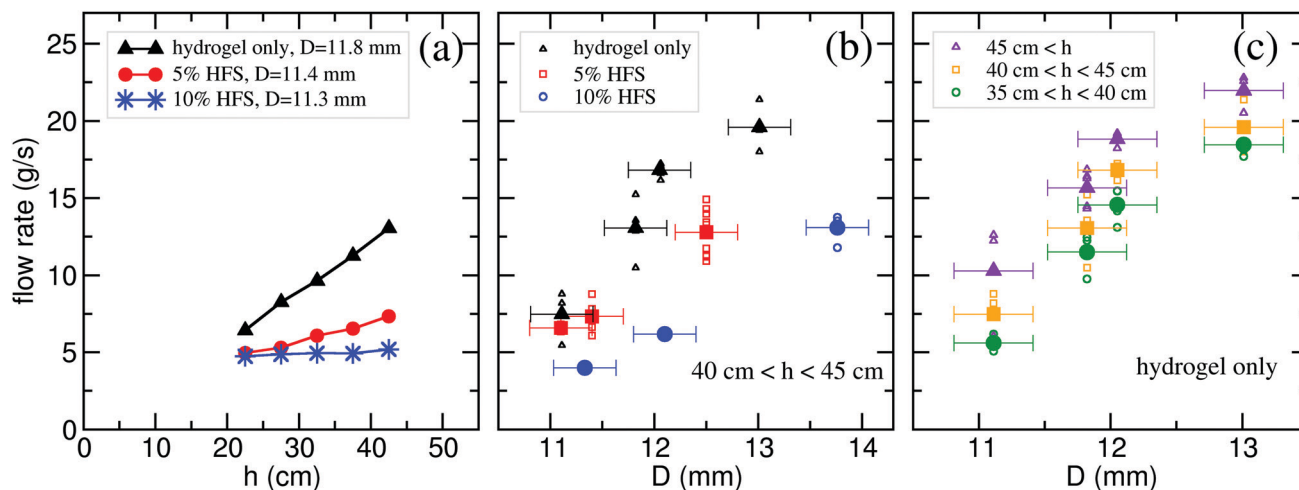 flow rate (g/s)
25
20
15
10
5
0
(a)
hydrogel only, D=11.8 mm
5% HFS, D=11.4 mm
10% HFS, D=11.3 mm
0 10 20 30 40 50
h (cm)
(b)
hydrogel only
5% HFS
10% HFS
40 cm < h < 45 cm
11 12 13 14
D (mm)
(c)
45 cm < h
40 cm < h < 45 cm
35 cm < h < 40 cm
hydrogel only
11 12 13
D (mm)